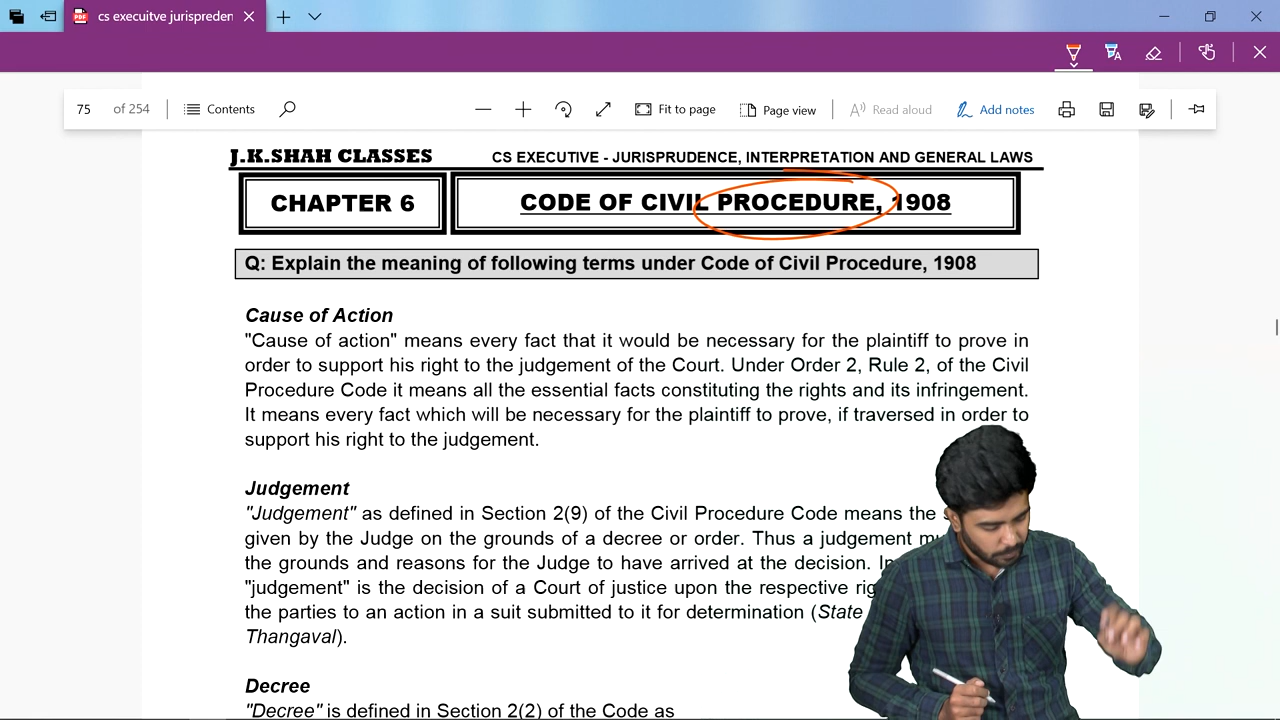 cs execuitve jurispreden
75 of 254 Contents Fit to page Page view Read aloud Add notes
J.K.SHAH CLASSES CS EXECUTIVE - JURISPRUDENCE, INTERPRETATION AND GENERAL LAWS
CHAPTER 6 CODE OF CIVIL PROCEDURE, 1908
Q: Explain the meaning of following terms under Code of Civil Procedure, 1908
Cause of Action
"Cause of action" means every fact that it would be necessary for the plaintiff to prove in
order to support his right to the judgement of the Court. Under Order 2, Rule 2, of the Civil
Procedure Code it means all the essential facts constituting the rights and its infringement.
It means every fact which will be necessary for the plaintiff to prove, if traversed in order to
support his right to the judgement.
Judgement
"Judgement" as defined in Section 2(9) of the Civil Procedure Code means the
given by the Judge on the grounds of a decree or order. Thus a judgement
the grounds and reasons for the Judge to have arrived at the decision.
"judgement" is the decision of a Court of justice upon the respective
the parties to an action in a suit submitted to it for determination (State
Thangaval).
Decree
"Decree" is defined in Section 2(2) of the Code as